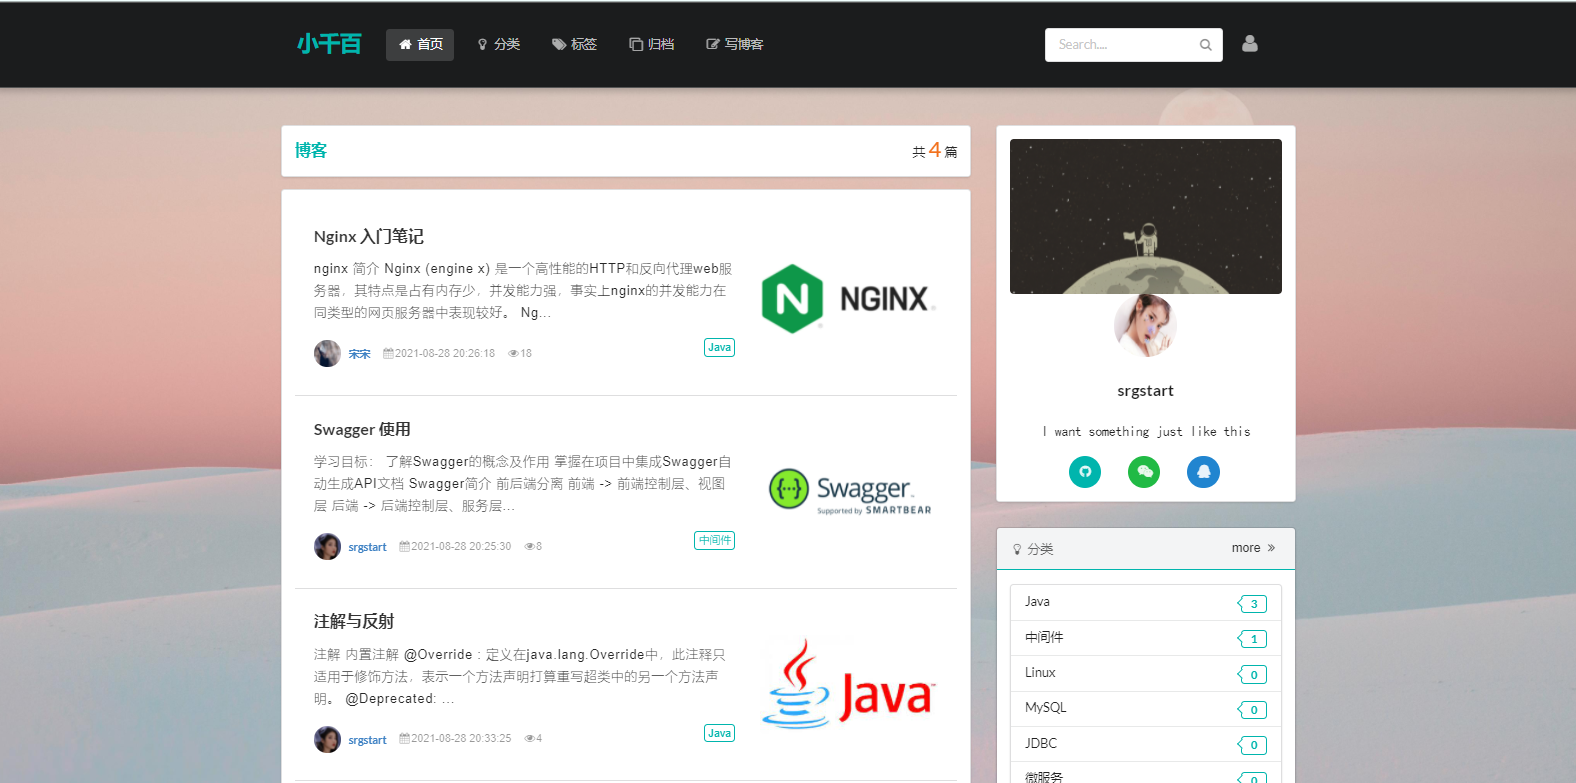 小千百
首页
分类
标签
归档
写博客
Search....
博客
共 4 篇
Nginx 入门笔记
nginx 简介 Nginx (engine x) 是一个高性能的HTTP和反向代理web服
务器，其特点是占有内存少，并发能力强，事实上nginx的并发能力在
同类型的网页服务器中表现较好。 Ng...
宋宋 2021-08-28 20:26:18 18
Java
NGINX
Swagger 使用
学习目标： 了解Swagger的概念及作用 掌握在项目中集成Swagger自
动生成API文档 Swagger简介 前后端分离 前端 -> 前端控制层、视图
层 后端 -> 后端控制层、服务层...
srgstart 2021-08-28 20:25:30 8
中间件
{···} Swagger™
Supported by SMARTBEAR
注解与反射
注解 内置注解 @Override : 定义在java.lang.Override中，此注释只
适用于修饰方法，表示一个方法声明打算重写超类中的另一个方法声
明。 @Deprecated: ...
srgstart 2021-08-28 20:33:25 4
Java
Java™
srgstart
I want something just like this
分类
more »
Java 3
中间件 1
Linux 0
MySQL 0
JDBC 0
微服务 0